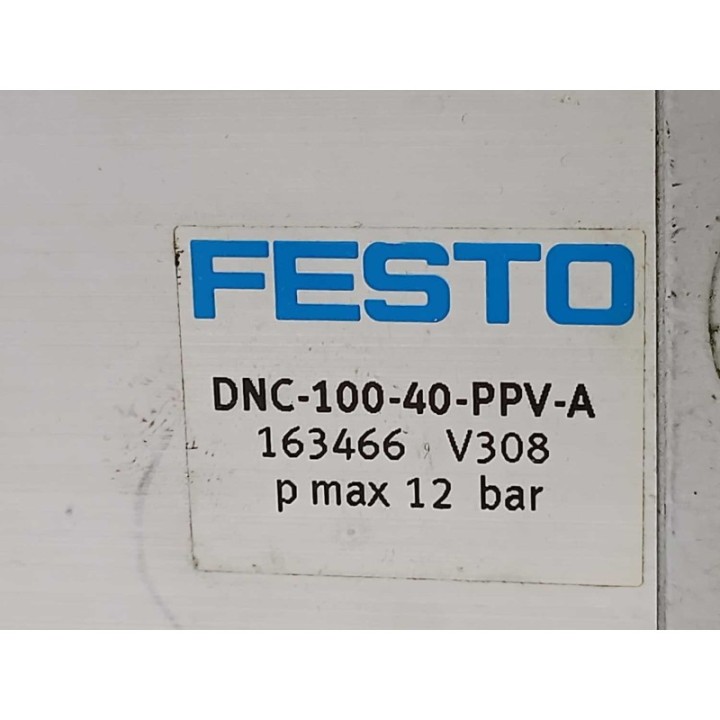 FESTO
DNC-100-40-PPV-A
163466 V308
p max 12 bar